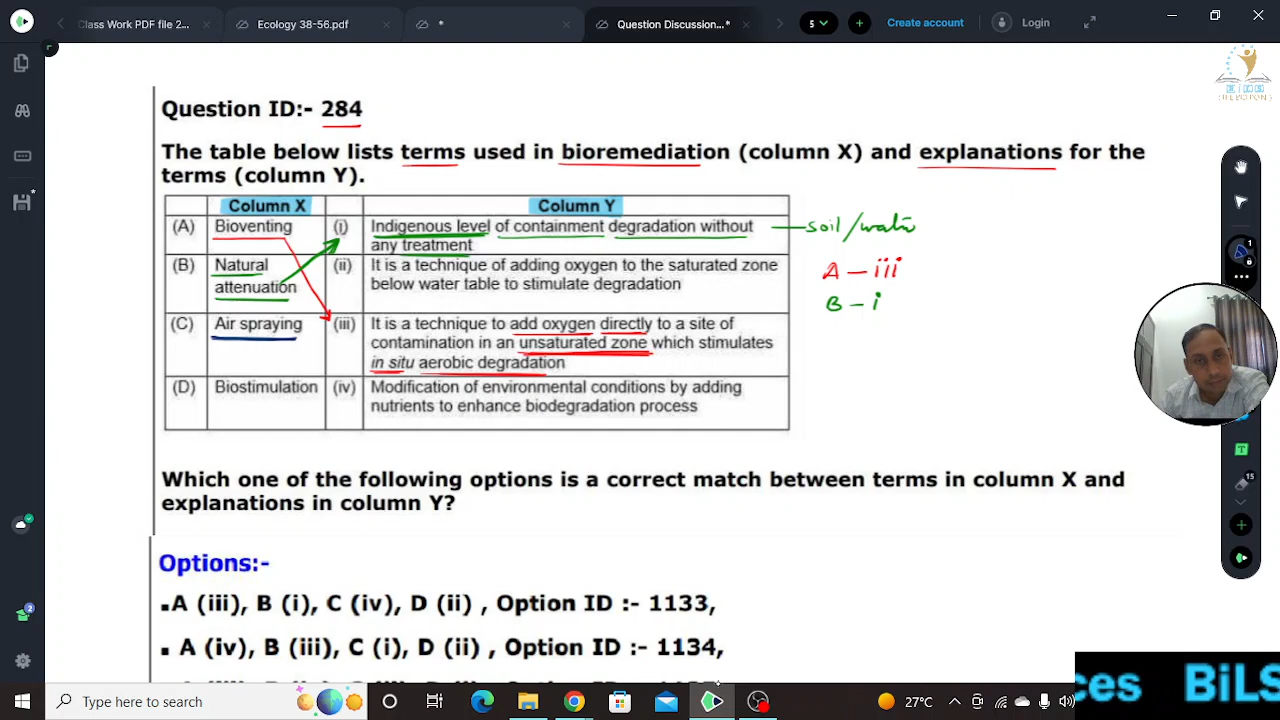 Class Work PDF file 2...
Ecology 38-56.pdf
*
Question Discussion...*
5
Create account
Login
Question ID:- 284
The table below lists terms used in bioremediation (column X) and explanations for the
terms (column Y).
Column X Column Y
(A) Bioventing (i) Indigenous level of containment degradation without
any treatment
soil/water
(B) Natural
attenuation
(ii) It is a technique of adding oxygen to the saturated zone
below water table to stimulate degradation
A – iii
B – i
(C) Air spraying (iii) It is a technique to add oxygen directly to a site of
contamination in an unsaturated zone which stimulates
in situ aerobic degradation
(D) Biostimulation (iv) Modification of environmental conditions by adding
nutrients to enhance biodegradation process
Which one of the following options is a correct match between terms in column X and
explanations in column Y?
Options:-
▪A (iii), B (i), C (iv), D (ii) , Option ID :- 1133,
▪ A (iv), B (iii), C (i), D (ii) , Option ID :- 1134,
1
15
2
T
ces BiLS
Type here to search
27°C